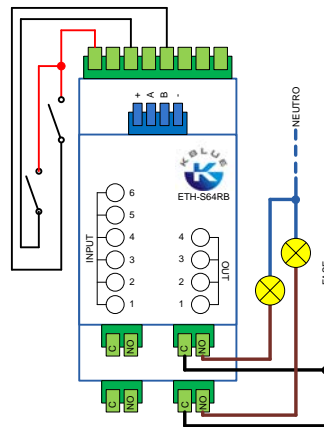 + A B -
KBLUE
ETH-S64RB
NEUTRO
INPUT
6
5
4
3
2
1
OUT
4
3
2
1
FASE
C NO
C NO
C NO
C NO